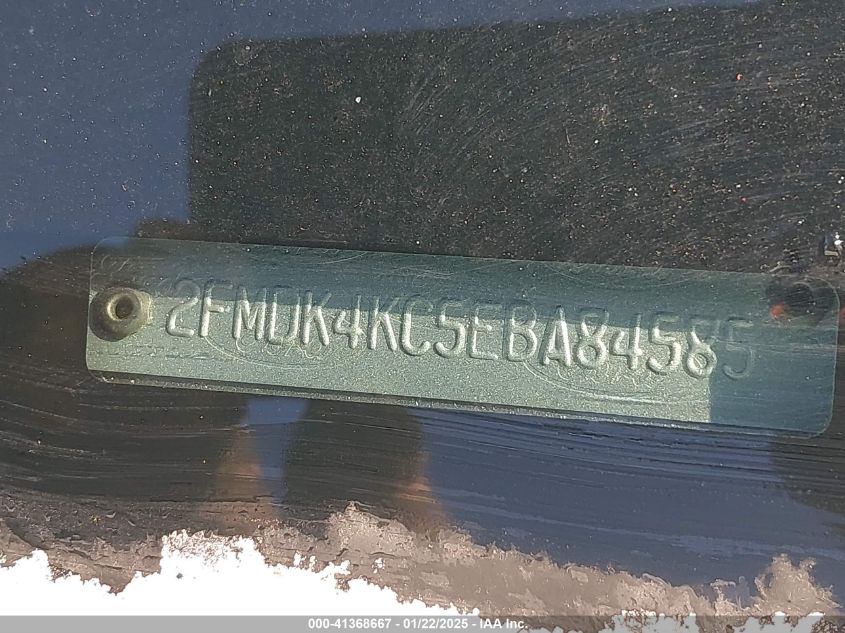 2FMDK4KC5EBA84585
000-41368667 - 01/22/2025 - IAA Inc.